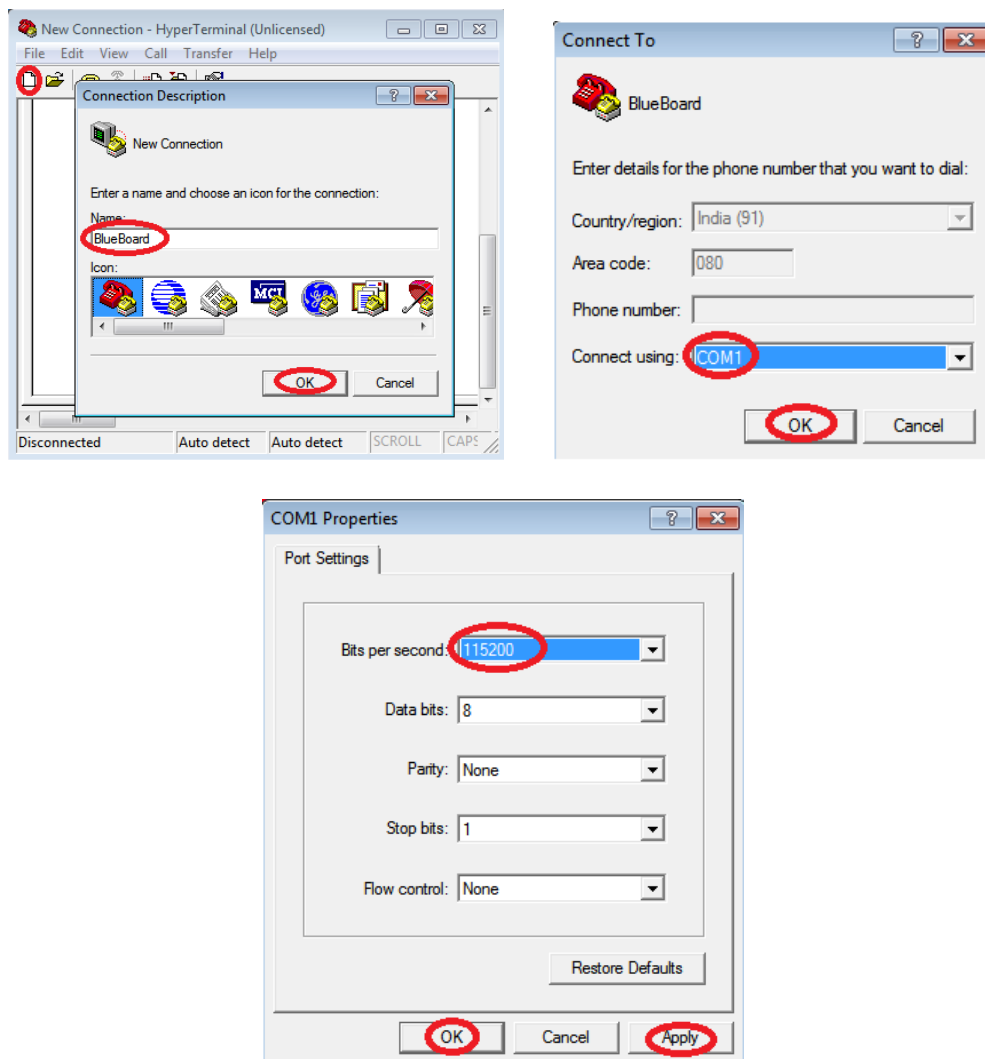 New Connection - HyperTerminal (Unlicensed)
File Edit View Call Transfer Help
Connection Description
New Connection
Enter a name and choose an icon for the connection:
Name:
BlueBoard
Icon:
MCI
OK Cancel
Disconnected Auto detect Auto detect SCROLL CAPS
Connect To
BlueBoard
Enter details for the phone number that you want to dial:
Country/region: India (91)
Area code: 080
Phone number:
Connect using: COM1
OK Cancel
COM1 Properties
Port Settings
Bits per second: 115200
Data bits: 8
Parity: None
Stop bits: 1
Flow control: None
Restore Defaults
OK Cancel Apply